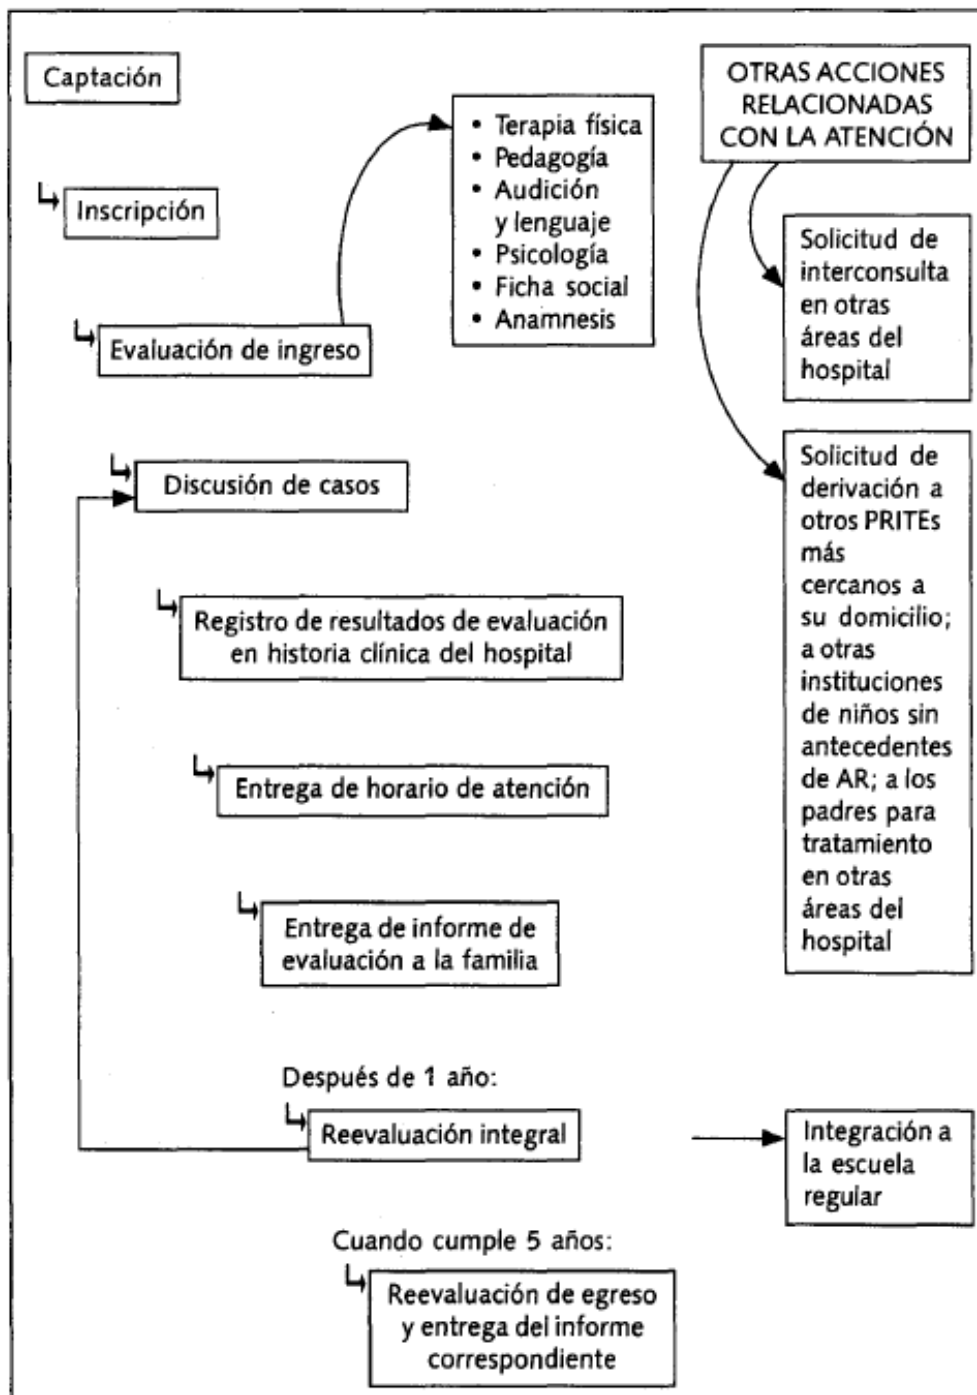 Captación
Inscripción
Evaluación de ingreso
• Terapia física
• Pedagogía
• Audición
y lenguaje
• Psicología
• Ficha social
• Anamnesis
OTRAS ACCIONES
RELACIONADAS
CON LA ATENCIÓN
Solicitud de
interconsulta
en otras
áreas del
hospital
Solicitud de
derivación a
otros PRITEs
más
cercanos a
su domicilio;
a otras
instituciones
de niños sin
antecedentes
de AR; a los
padres para
tratamiento
en otras
áreas del
hospital
Discusión de casos
Registro de resultados de evaluación
en historia clínica del hospital
Entrega de horario de atención
Entrega de informe de
evaluación a la familia
Después de 1 año:
Reevaluación integral
Integración a
la escuela
regular
Cuando cumple 5 años:
Reevaluación de egreso
y entrega del informe
correspondiente